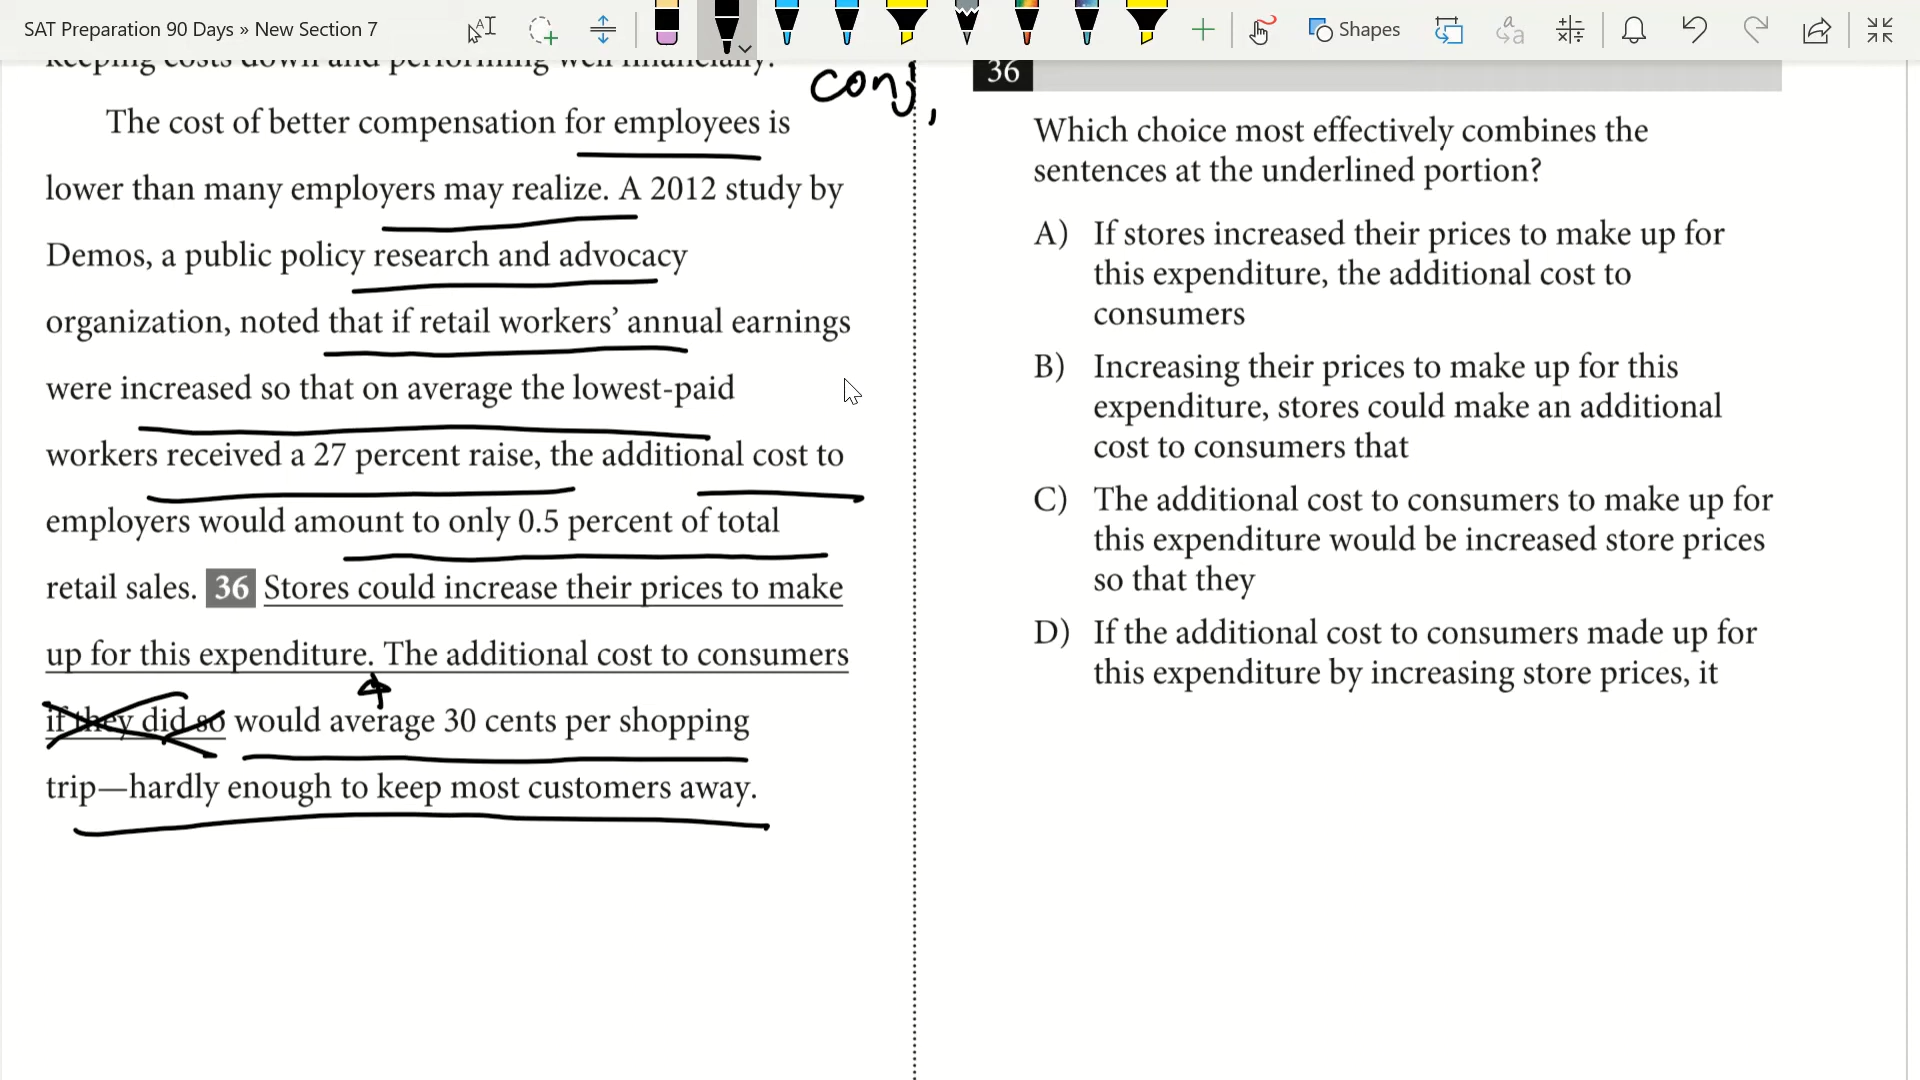 SAT Preparation 90 Days » New Section 7
Shapes
keeping costs down and performing well financially.
conj,
The cost of better compensation for employees is
lower than many employers may realize. A 2012 study by
Demos, a public policy research and advocacy
organization, noted that if retail workers’ annual earnings
were increased so that on average the lowest-paid
workers received a 27 percent raise, the additional cost to
employers would amount to only 0.5 percent of total
retail sales. 36 Stores could increase their prices to make
up for this expenditure. The additional cost to consumers
if they did so would average 30 cents per shopping
trip—hardly enough to keep most customers away.
36
Which choice most effectively combines the
sentences at the underlined portion?
A) If stores increased their prices to make up for
this expenditure, the additional cost to
consumers
B) Increasing their prices to make up for this
expenditure, stores could make an additional
cost to consumers that
C) The additional cost to consumers to make up for
this expenditure would be increased store prices
so that they
D) If the additional cost to consumers made up for
this expenditure by increasing store prices, it